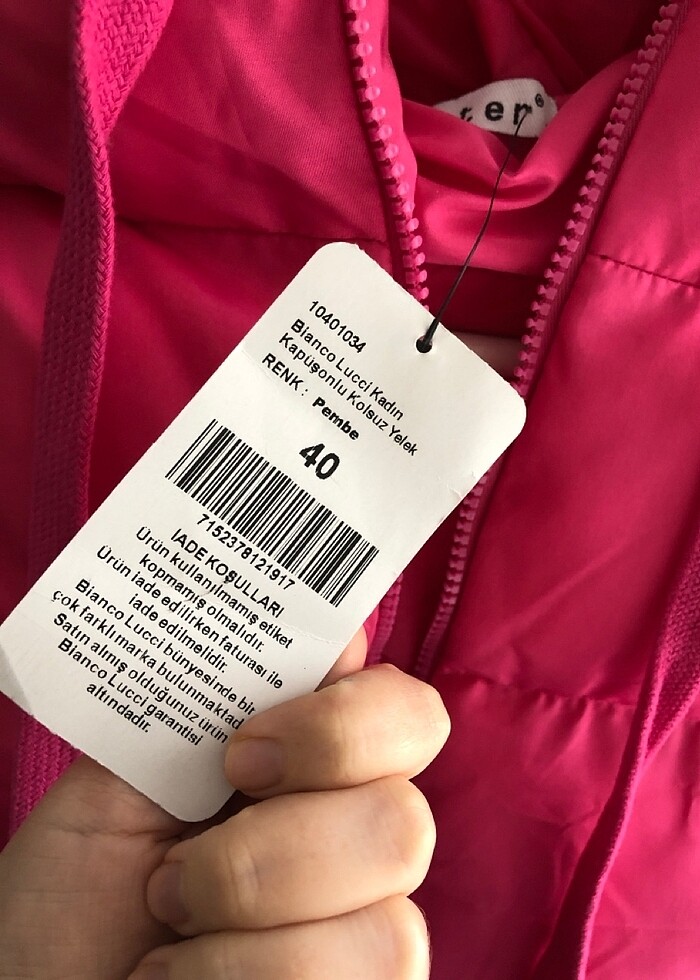 10401034
Bianco Lucci Kadın
Kapüşonlu Kolsuz Yelek
RENK : Pembe
40
7152378121917
İADE KOŞULLARI
Ürün kullanılmamış etiket
kopmamış olmalıdır.
Ürün iade edilirken faturası ile
iade edilmelidir.
Bianco Lucci bünyesinde bir
çok farklı marka bulunmaktad
Satın almış olduğunuz ürün
Bianco Lucci garantisi
altındadır.